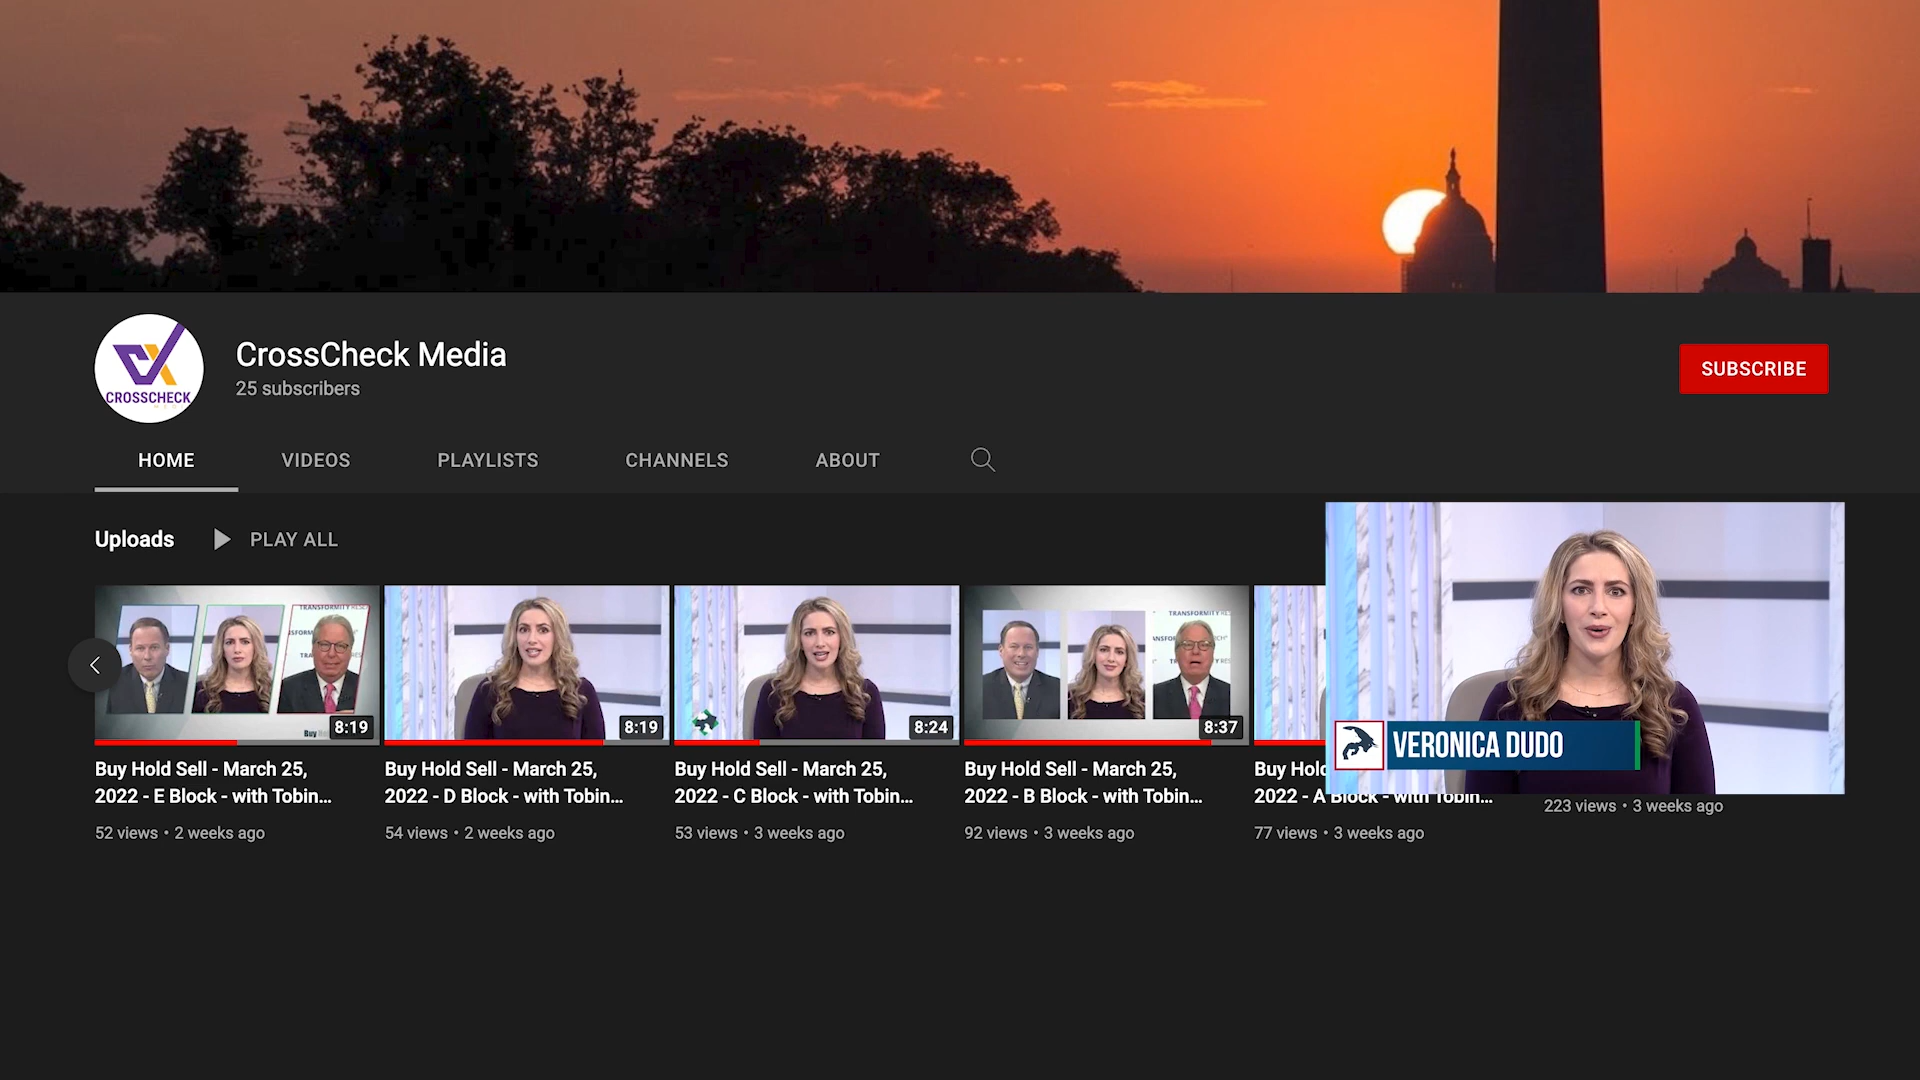 CrossCheck Media
25 subscribers
SUBSCRIBE
CROSSCHECK
HOME
VIDEOS
PLAYLISTS
CHANNELS
ABOUT
Uploads
PLAY ALL
TRANSFORMITY
Buy
8:19
8:19
8:24
TRANSFORMITY
8:37
VERONICA DUDO
Buy Hold Sell - March 25,
2022 - E Block - with Tobin...
52 views • 2 weeks ago
Buy Hold Sell - March 25,
2022 - D Block - with Tobin...
54 views • 2 weeks ago
Buy Hold Sell - March 25,
2022 - C Block - with Tobin...
53 views • 3 weeks ago
Buy Hold Sell - March 25,
2022 - B Block - with Tobin...
92 views • 3 weeks ago
Buy Hold
2022 - A Block - with Tobin...
77 views • 3 weeks ago
223 views • 3 weeks ago